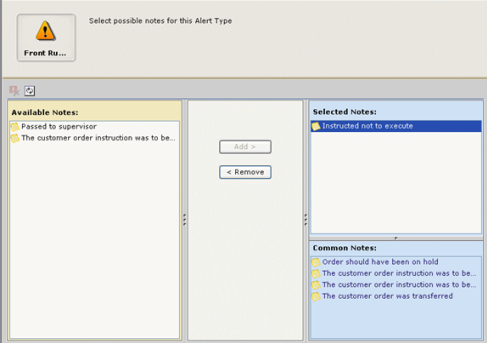 Select possible notes for this Alert Type
Front Ru...
Available Notes:
Passed to supervisor
The customer order instruction was to be...
Add >
< Remove
Selected Notes:
Instructed not to execute
Common Notes:
Order should have been on hold
The customer order instruction was to be...
The customer order instruction was to be...
The customer order was transferred